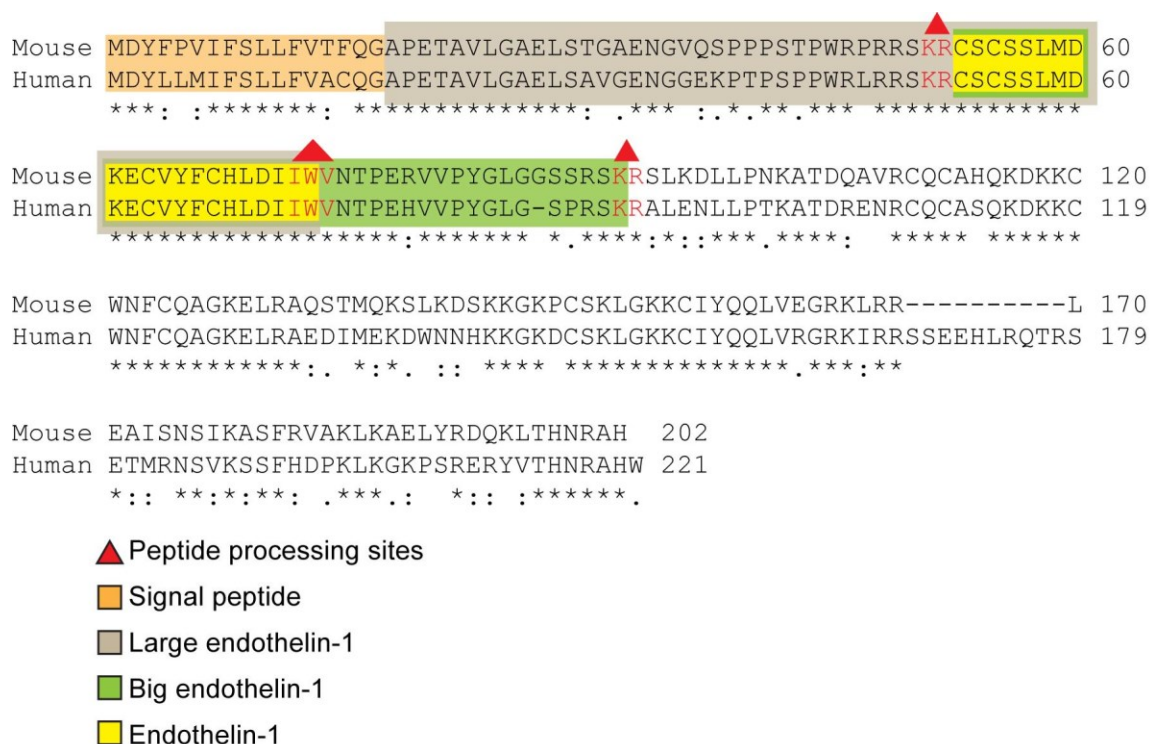 Mouse MDYFPVIFSLLFVTFQGAPETAVLGAELSTGAENGVQSPPPSTPWRPRRSKRCSCSSLMD 60
Human MDYLLMIFSLLFVACQGAPETAVLGAELSAVGENGGEKPTPSPPWRLRRSKRCSCSSLMD 60
***: :*******: ************: .*** :.*.**.*** *************
Mouse KECVYFCHLDIIWVNTPERVVPYGLGGSSRSKRSLKDLLPNKATDQAVRCQCAHQKDKKC 120
Human KECVYFCHLDIIWVNTPEHVVPYGLG-SPRSKRALENLLPTKATDRENRCQCASQKDKKC 119
******************:******* *.****:*::***.****: ***** ******
Mouse WNFCQAGKELRAQSTMQKSLKDSKKGKPCSKLGKKCIYQQLVEGRKLRR----------L 170
Human WNFCQAGKELRAEDIMEKDWNNHKKGKDCSKLGKKCIYQQLVRGRKIRRSSEEHLRQTRS 179
************:. *:*. :: **** **************.***:**
Mouse EAISNSIKASFRVAKLKAELYRDQKLTHNRAH 202
Human ETMRNSVKSSFHDPKLKGKPSRERYVTHNRAHW 221
*:: **:*:**: .***.: *:: :******.
Peptide processing sites
Signal peptide
Large endothelin-1
Big endothelin-1
Endothelin-1